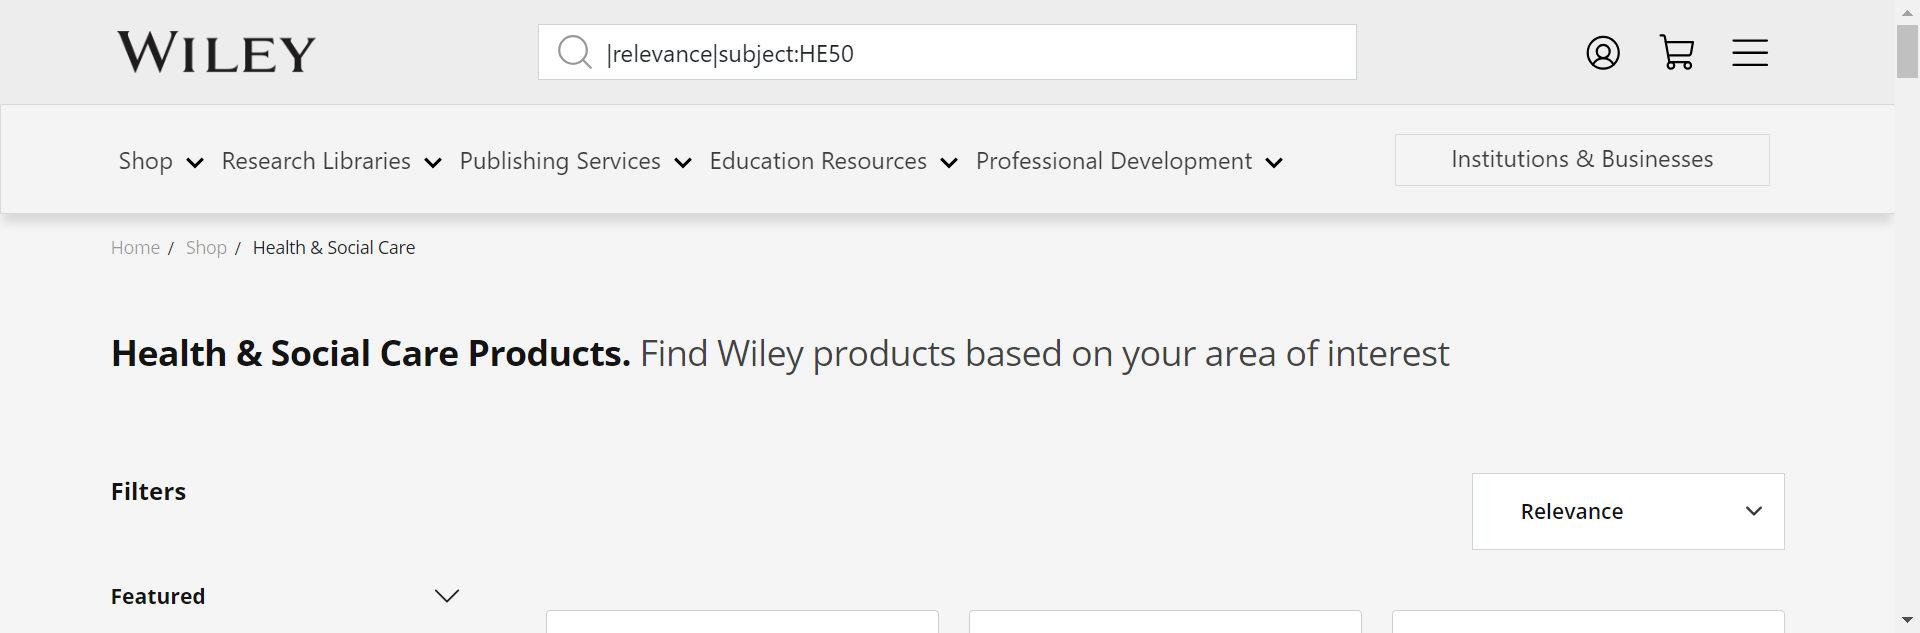 WILEY
|relevance|subject:HE50
Shop Research Libraries Publishing Services Education Resources Professional Development Institutions & Businesses
Home / Shop / Health & Social Care
Health & Social Care Products. Find Wiley products based on your area of interest
Filters
Relevance
Featured